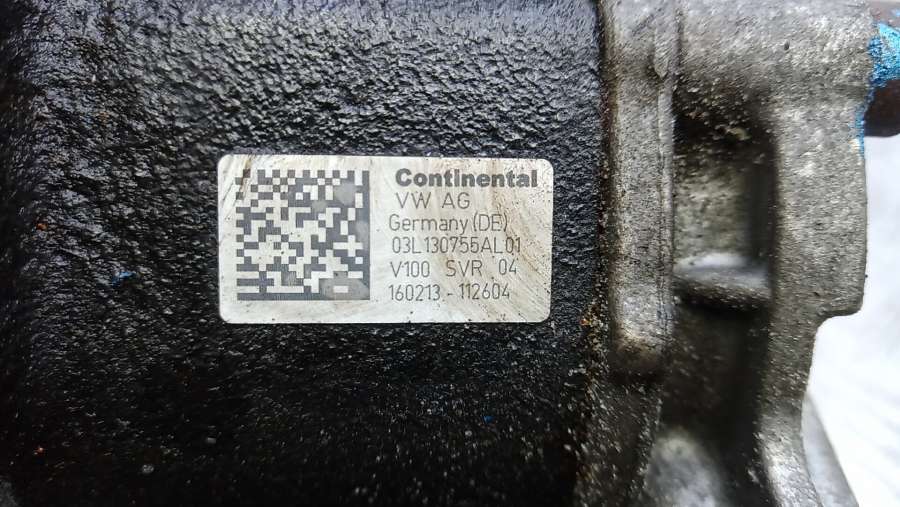 Continental
VW AG
Germany (DE)
03L130755AL01
V100 SVR 04
160213 - 112604